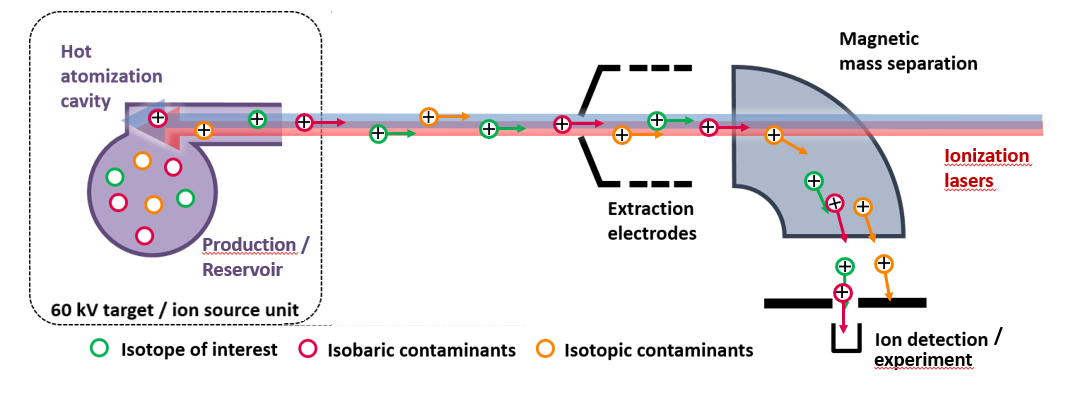 Hot
atomization
cavity
Magnetic
mass separation
Ionization
lasers
Extraction
electrodes
Production /
Reservoir
60 kV target / ion source unit
Ion detection /
experiment
Isotope of interest
Isobaric contaminants
Isotopic contaminants